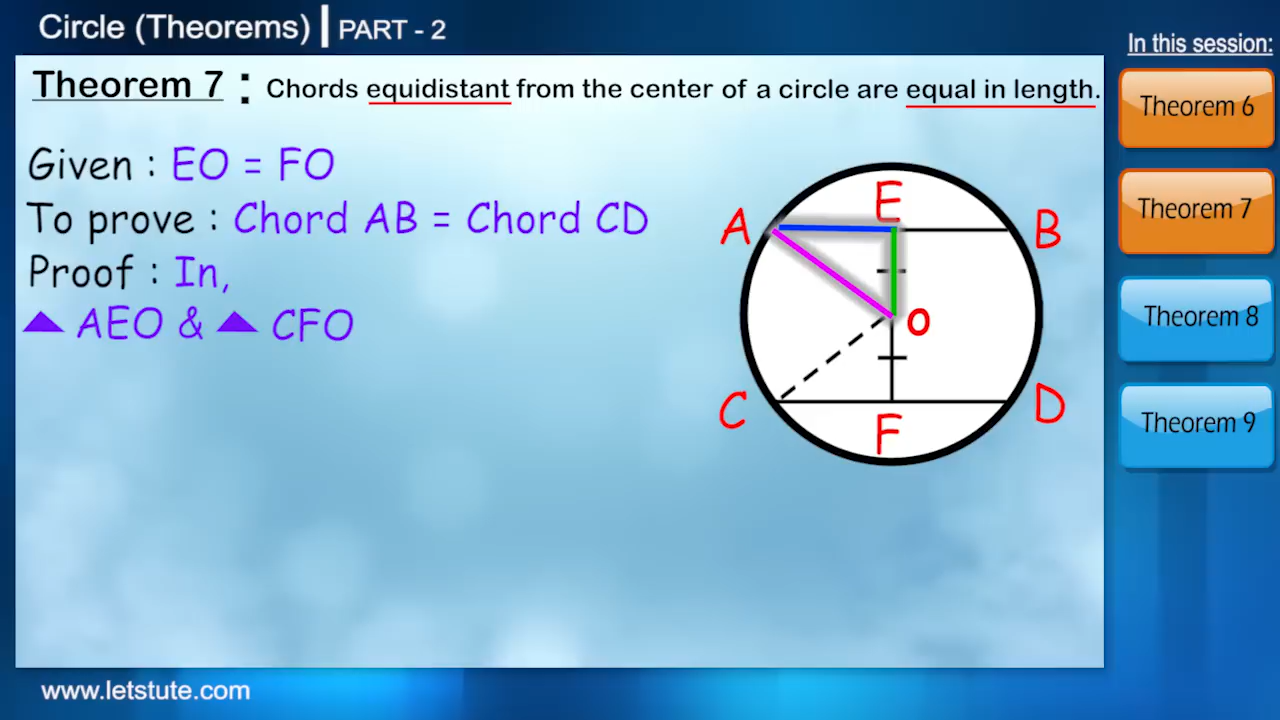 Circle (Theorems) | PART - 2
In this session:
Theorem 7 : Chords equidistant from the center of a circle are equal in length.
Given : EO = FO
To prove : Chord AB = Chord CD
Proof : In,
▲ AEO & ▲ CFO
A
E
B
O
C
F
D
Theorem 6
Theorem 7
Theorem 8
Theorem 9
www.letstute.com